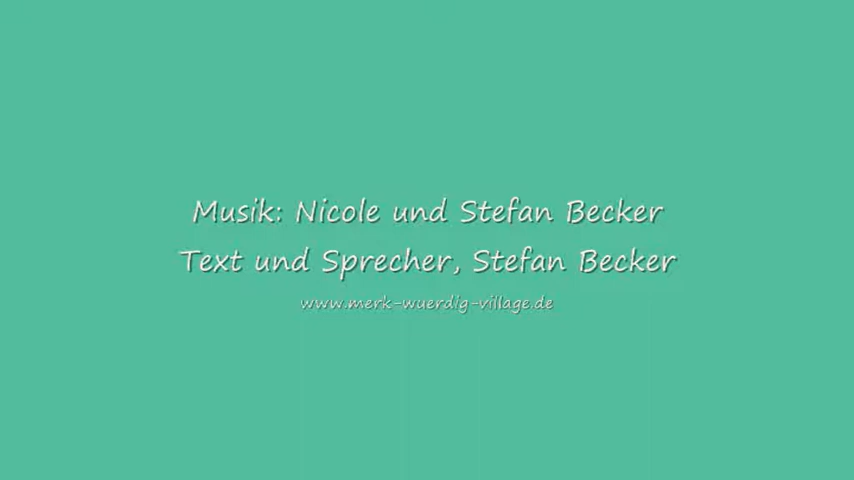 Musik: Nicole und Stefan Becker
Text und Sprecher, Stefan Becker
www.merk-wuerdig-village.de